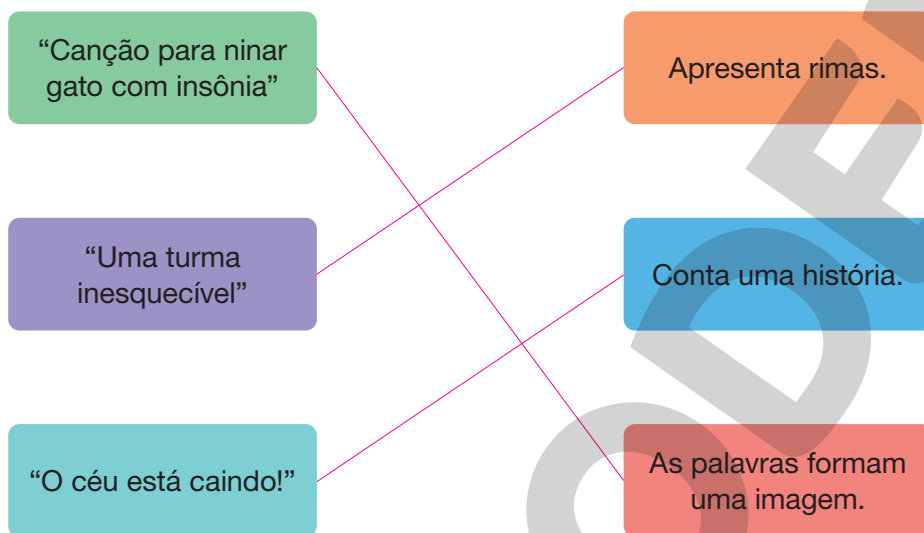 “Canção para ninar
gato com insônia”
Apresenta rimas.
“Uma turma
inesquecível”
Conta uma história.
“O céu está caindo!”
As palavras formam
uma imagem.